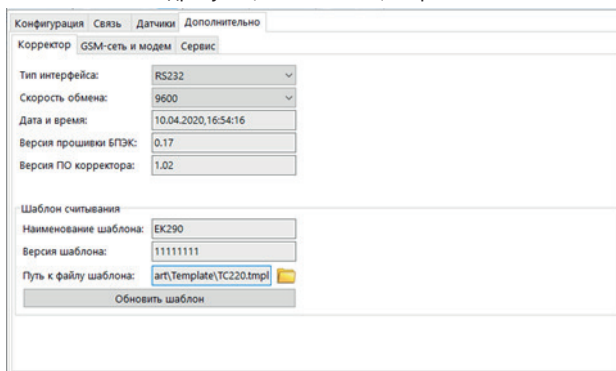 Конфигурация Связь Датчики Дополнительно
Корректор GSM-сеть и модем Сервис
Тип интерфейса: RS232
Скорость обмена: 9600
Дата и время: 10.04.2020,16:54:16
Версия прошивки БПЭК: 0.17
Версия ПО корректора: 1.02
Шаблон считывания
Наименование шаблона: EK290
Версия шаблона: 11111111
Путь к файлу шаблона: art\Template\TC220.tmpl
Обновить шаблон